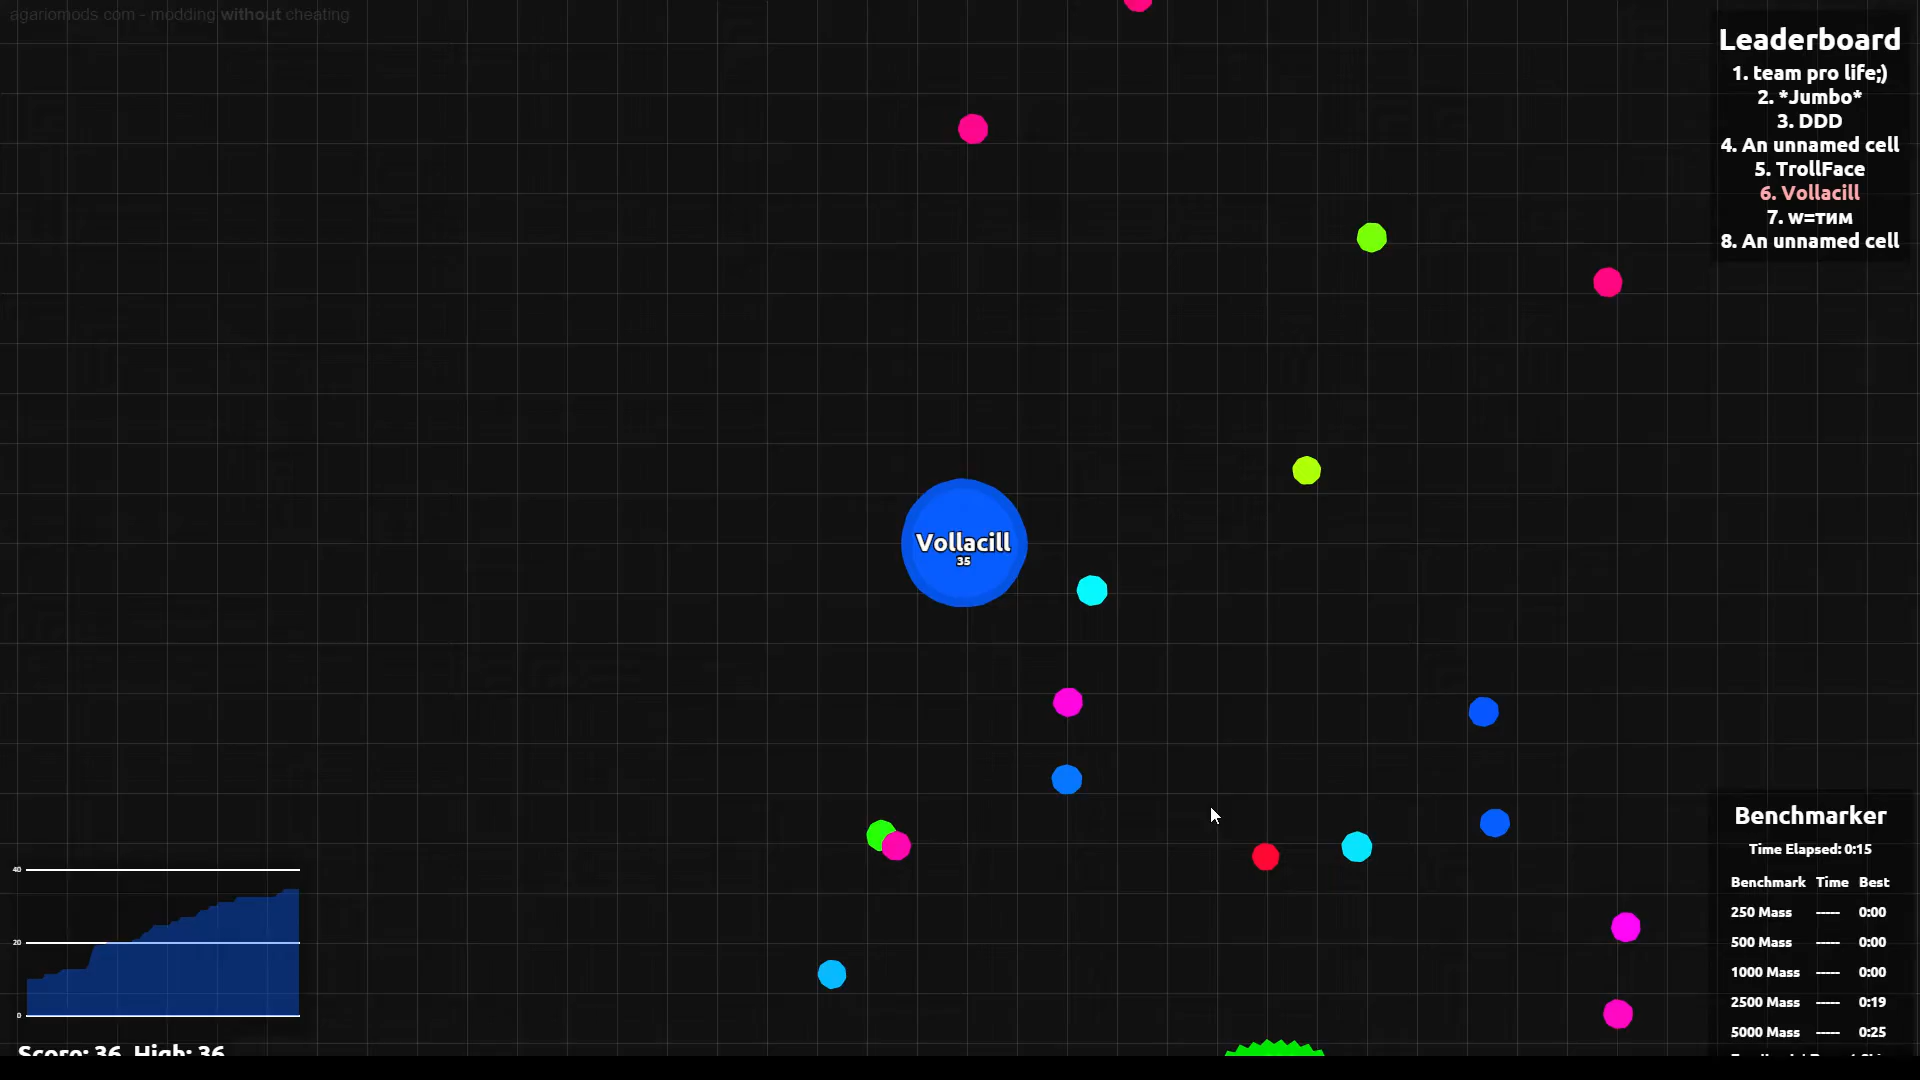 agariomods com - modding without cheating
Leaderboard
1. team pro life;)
2. *Jumbo*
3. DDD
4. An unnamed cell
5. TrollFace
6. Vollacill
7. w=тим
8. An unnamed cell
Vollacill
35
40
20
0
Score: 36 High: 36
Benchmarker
Time Elapsed: 0:15
Benchmark Time Best
250 Mass ----- 0:00
500 Mass ----- 0:00
1000 Mass ----- 0:00
2500 Mass ----- 0:19
5000 Mass ----- 0:25